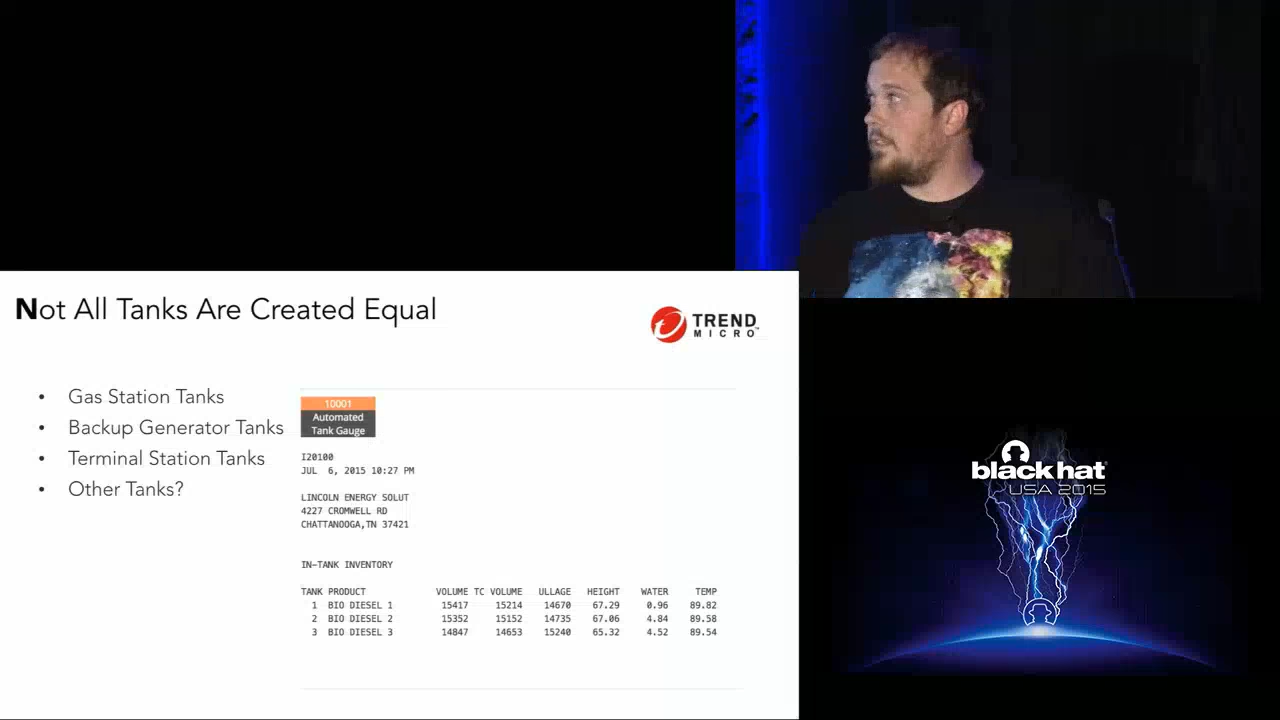 Not All Tanks Are Created Equal
TREND
MICRO™
• Gas Station Tanks
• Backup Generator Tanks
• Terminal Station Tanks
• Other Tanks?
10001
Automated
Tank Gauge
I20100
JUL 6, 2015 10:27 PM
LINCOLN ENERGY SOLUT
4227 CROMWELL RD
CHATTANOOGA,TN 37421
IN-TANK INVENTORY
TANK PRODUCT VOLUME TC VOLUME ULLAGE HEIGHT WATER TEMP
1 BIO DIESEL 1 15417 15214 14670 67.29 0.96 89.82
2 BIO DIESEL 2 15352 15152 14735 67.06 4.84 89.58
3 BIO DIESEL 3 14847 14653 15240 65.32 4.52 89.54
black hat®
USA 2015